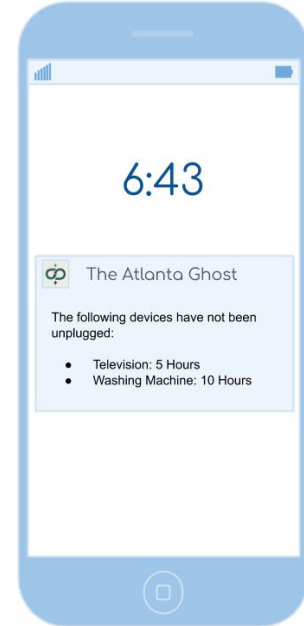 6:43
The Atlanta Ghost
The following devices have not been
unplugged:
● Television: 5 Hours
● Washing Machine: 10 Hours